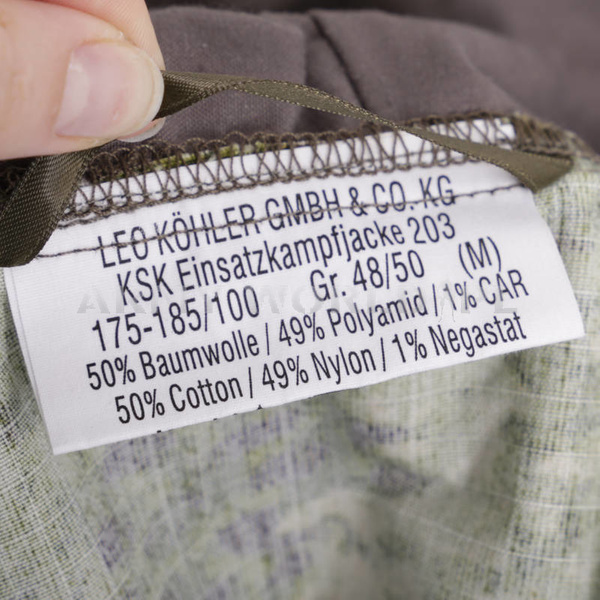 LEO KÖHLER GMBH & CO. KG
KSK Einsatzkampfjacke 203
175-185/100 Gr. 48/50 (M)
50% Baumwolle / 49% Polyamid / 1% CAR
50% Cotton / 49% Nylon / 1% Negastat